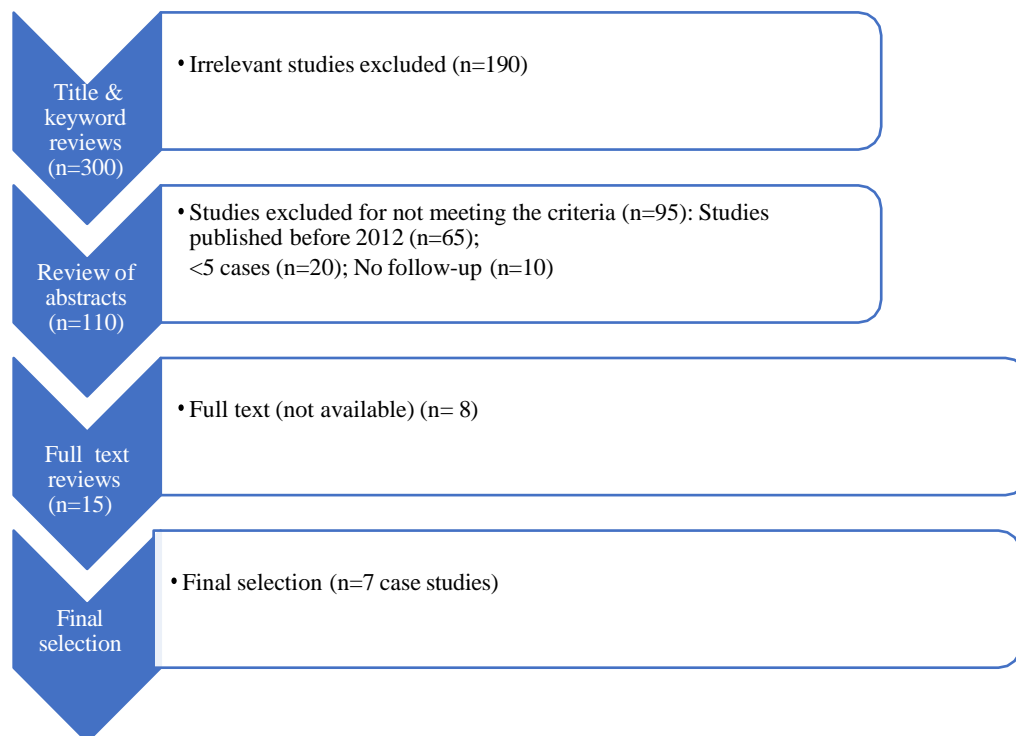 Title &
keyword
reviews
(n=300)
• Irrelevant studies excluded (n=190)
Review of
abstracts
(n=110)
• Studies excluded for not meeting the criteria (n=95): Studies
published before 2012 (n=65);
<5 cases (n=20); No follow-up (n=10)
Full text
reviews
(n=15)
• Full text (not available) (n= 8)
Final
selection
• Final selection (n=7 case studies)